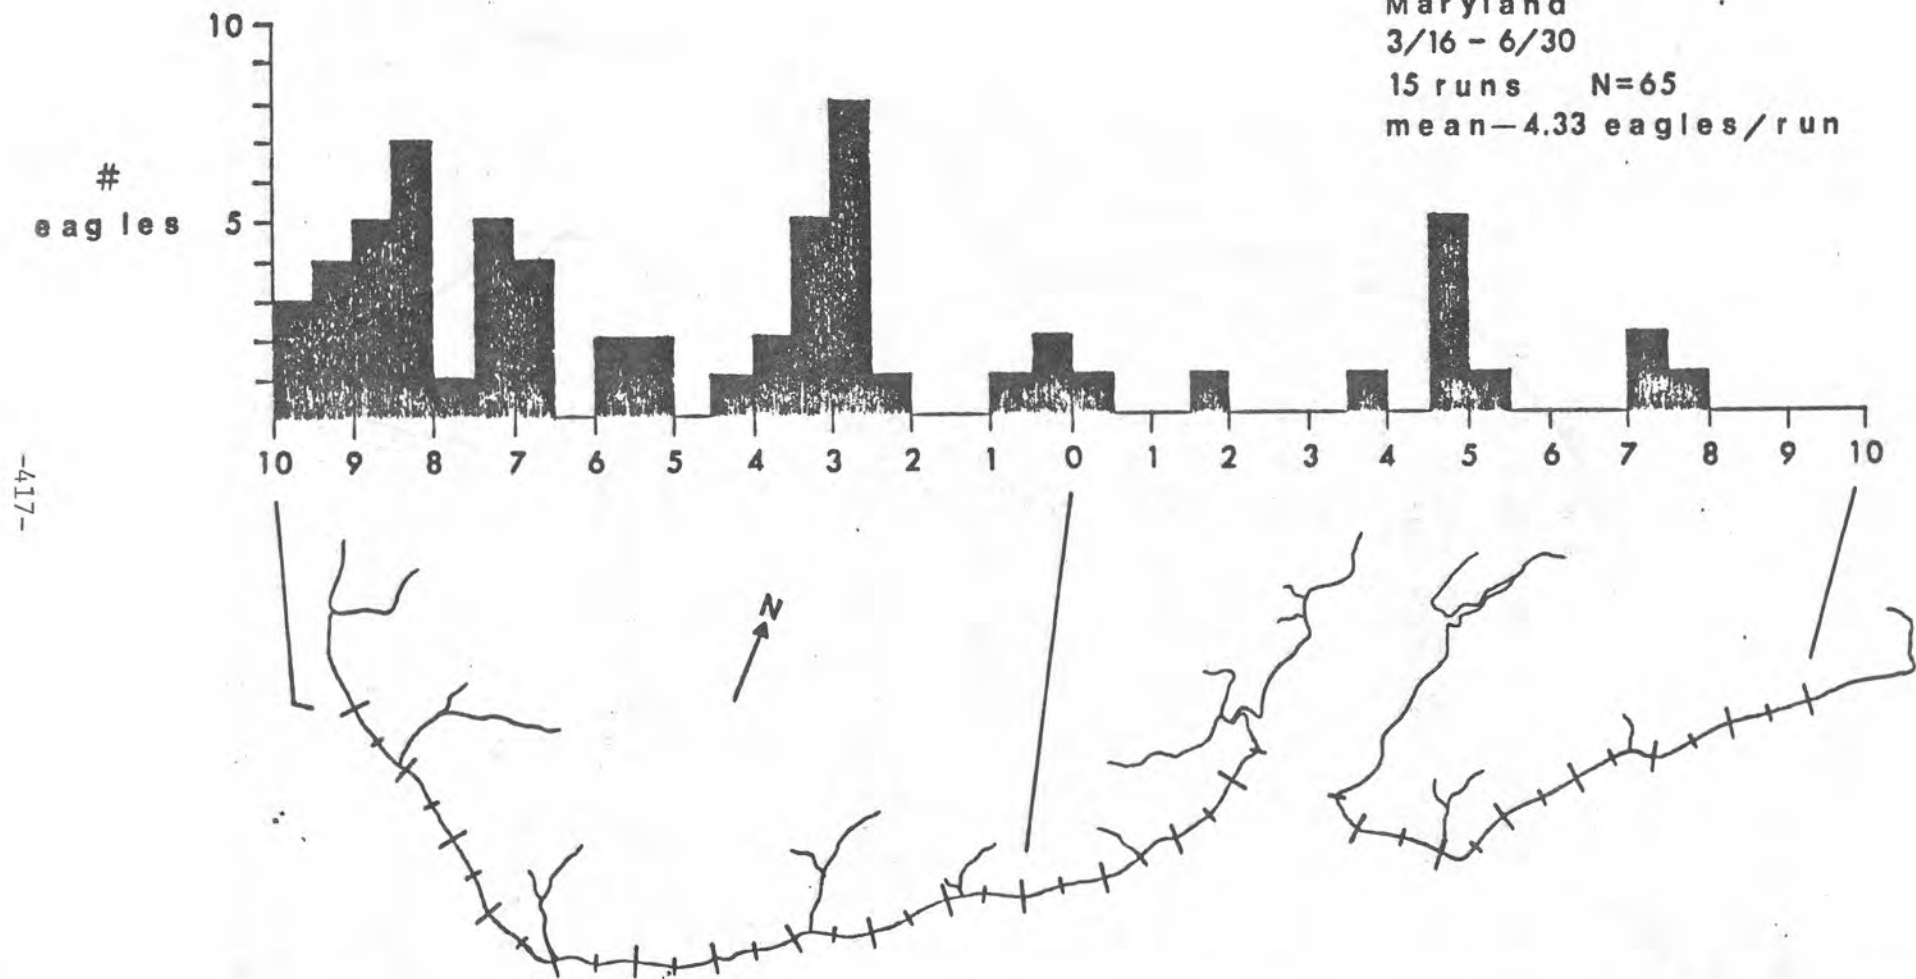 Maryland
3/16 - 6/30
15 runs N=65
mean—4.33 eagles/run
10
#
eagles
5
10 9 8 7 6 5 4 3 2 1 0 1 2 3 4 5 6 7 8 9 10
-417-
N